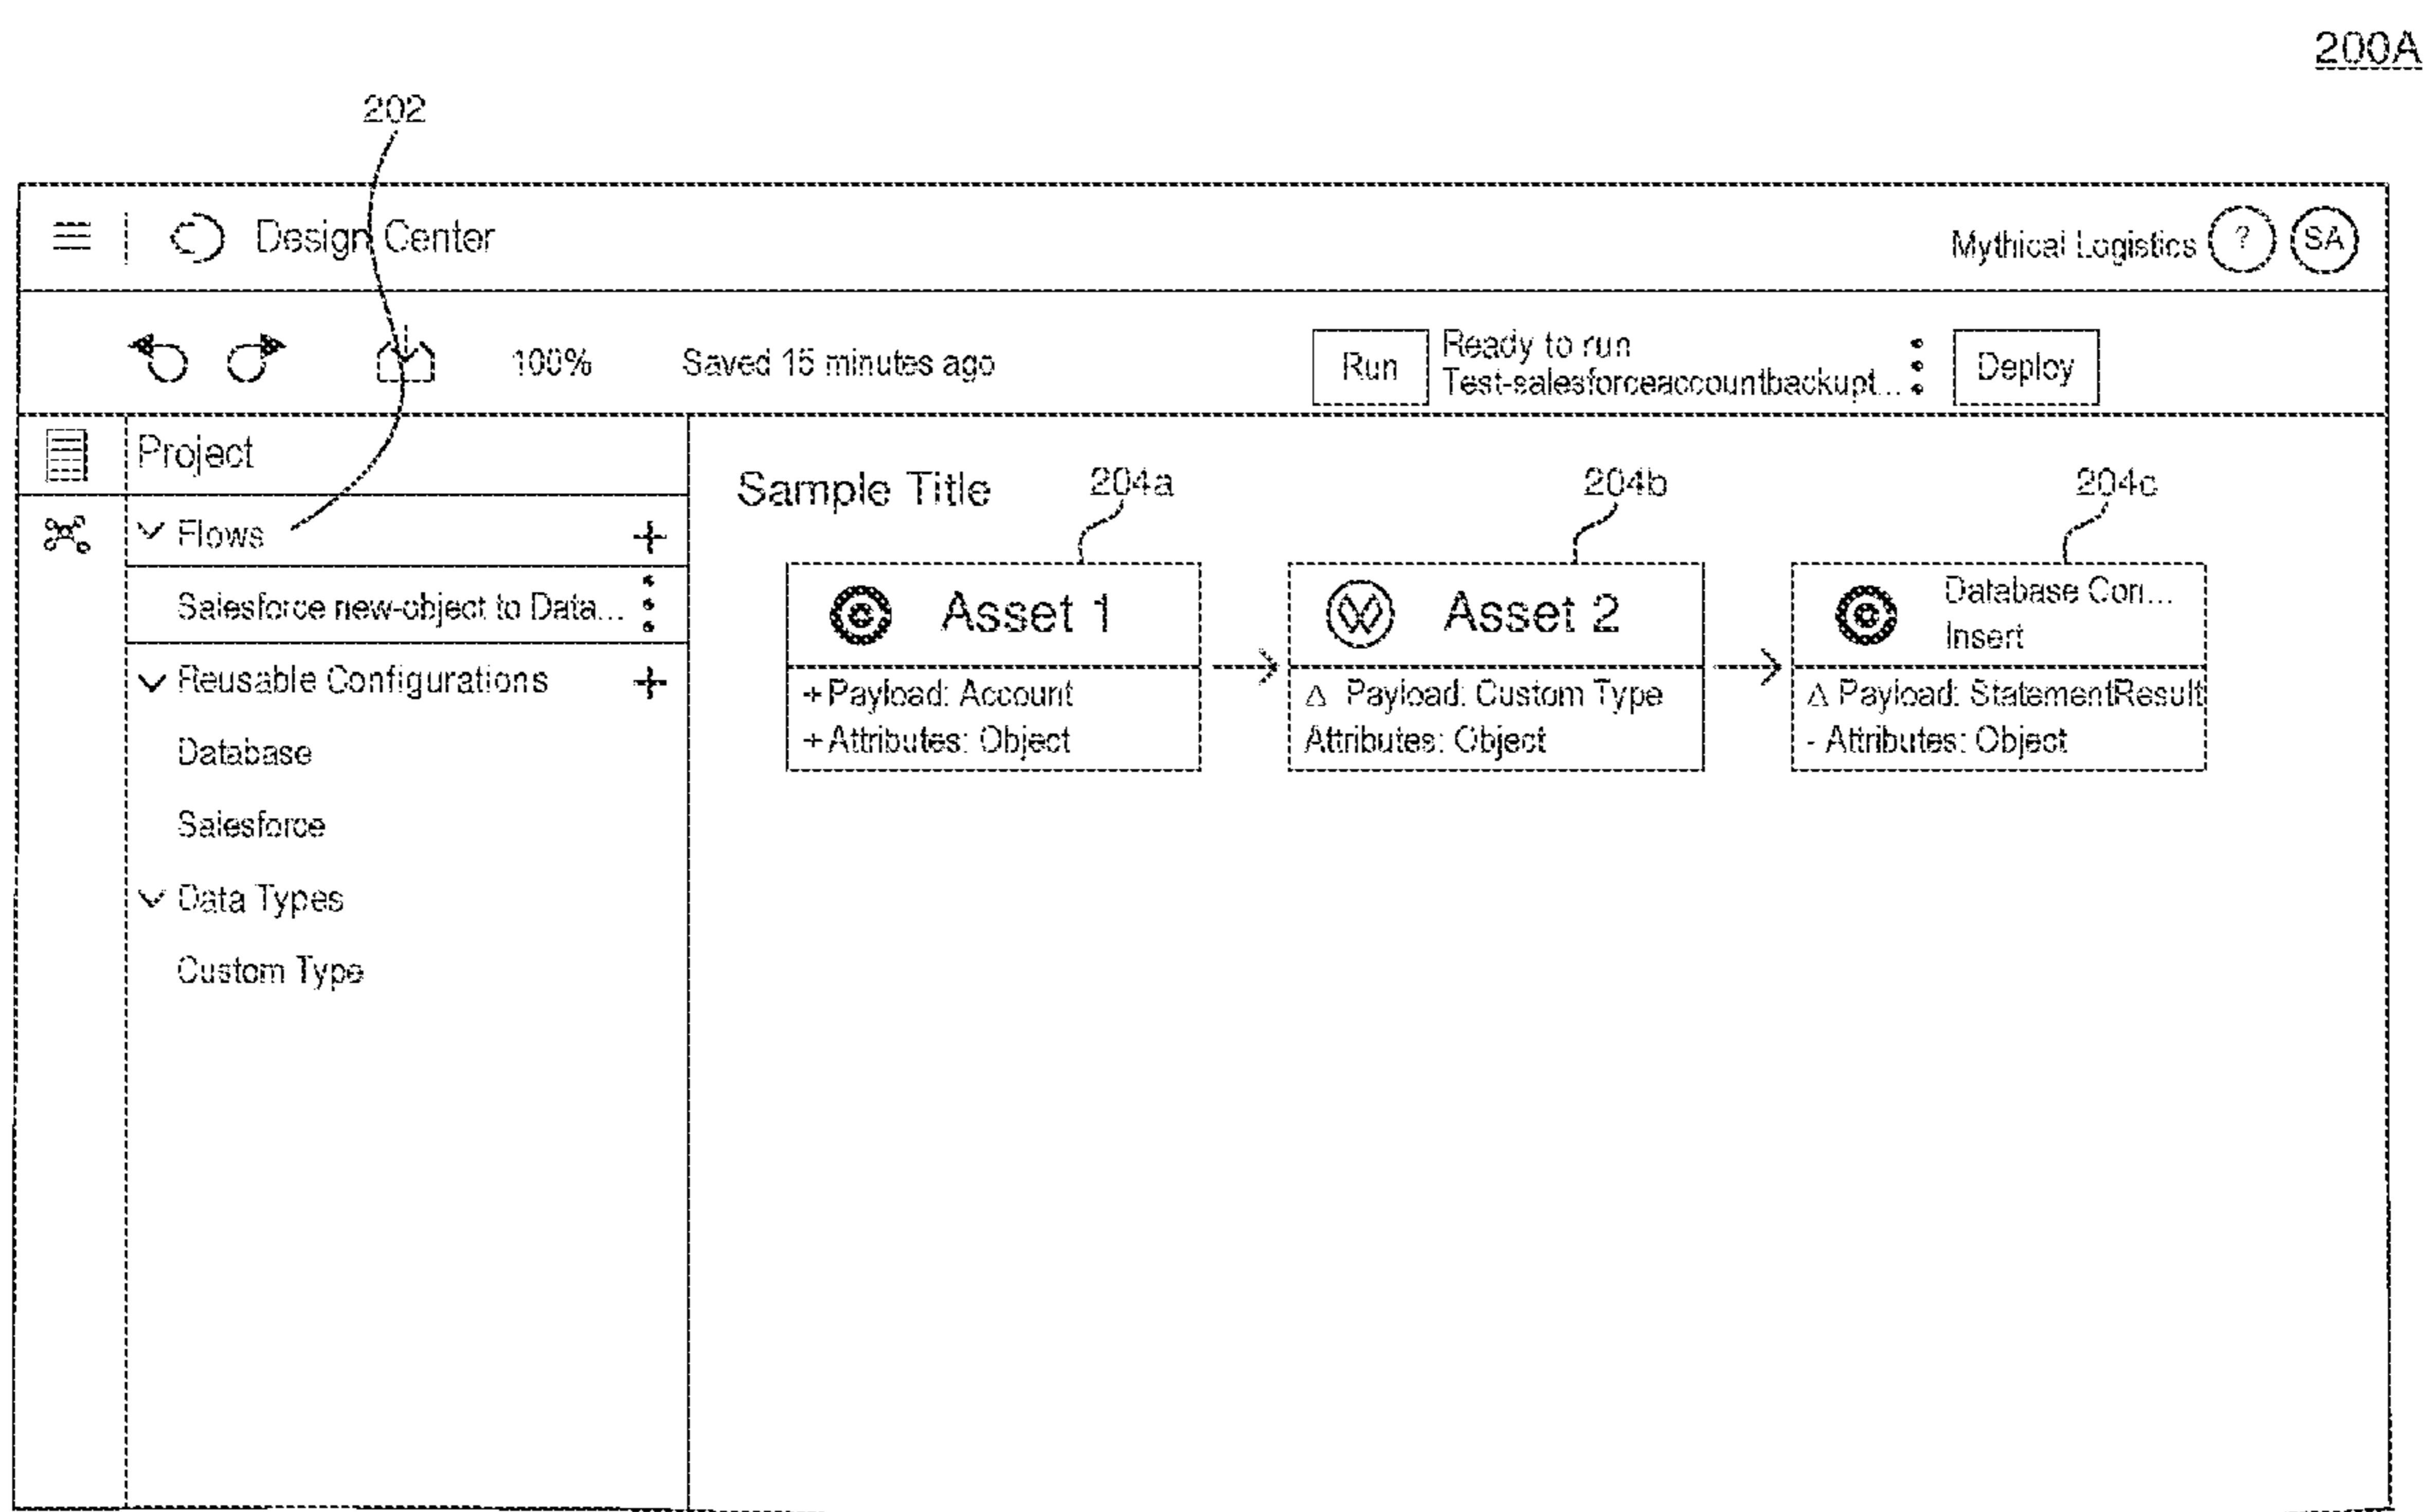 200A
202
Design Center
Mythical Logistics ? SA
100% Saved 15 minutes ago
Run
Ready to run
Test-salesforceaccountbackupt...
Deploy
Project
Flows +
Salesforce new-object to Data...
Reusable Configurations +
Database
Salesforce
Data Types
Custom Type
Sample Title
204a
204b
204c
Asset 1
+Payload: Account
+Attributes: Object
Asset 2
Δ Payload: Custom Type
Attributes: Object
Database Con...
Insert
Δ Payload: StatementResult
- Attributes: Object